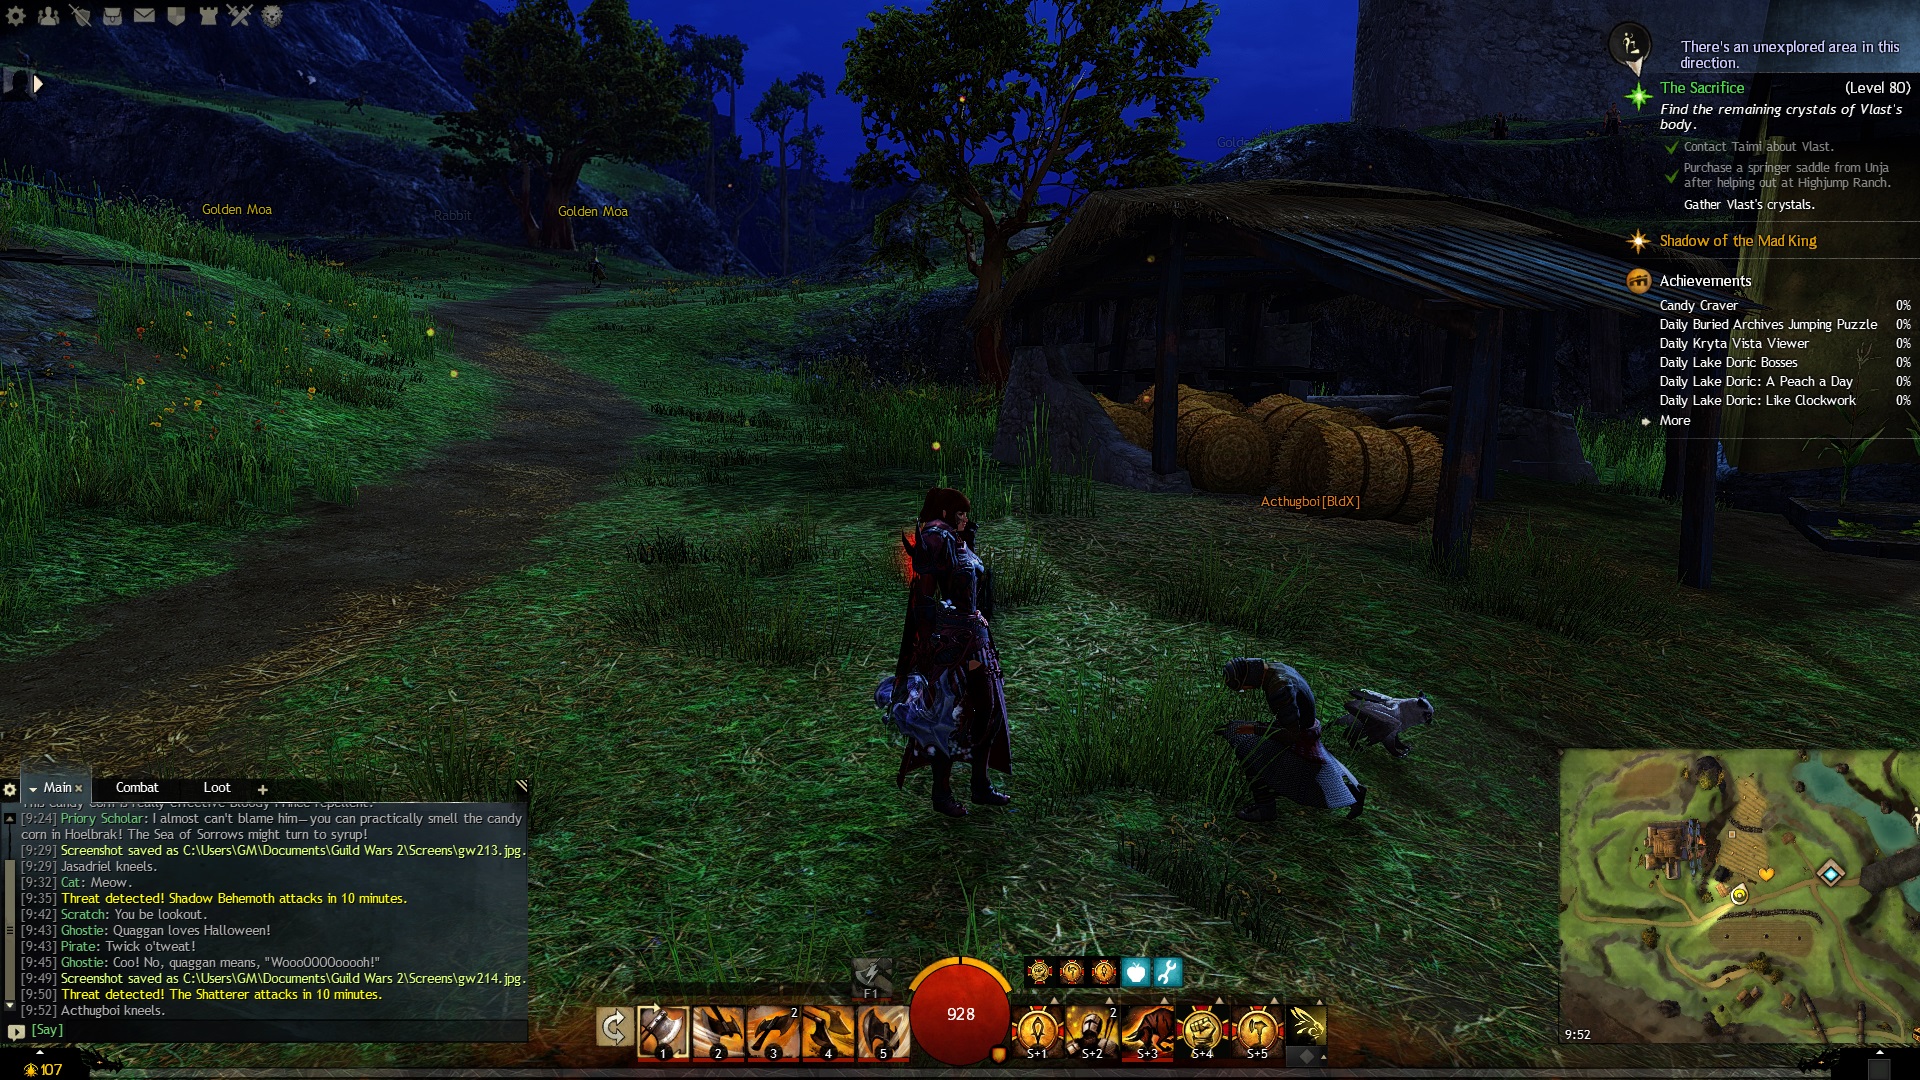 There's an unexplored area in this
direction.
The Sacrifice (Level 80)
Find the remaining crystals of Vlast's
body.
Contact Taimi about Vlast.
Purchase a springer saddle from Unja
after helping out at Highjump Ranch.
Gather Vlast's crystals.
Shadow of the Mad King
Achievements
Candy Craver 0%
Daily Buried Archives Jumping Puzzle 0%
Daily Kryta Vista Viewer 0%
Daily Lake Doric Bosses 0%
Daily Lake Doric: A Peach a Day 0%
Daily Lake Doric: Like Clockwork 0%
More
Golden Moa
Rabbit
Golden Moa
Acthugboi[BldX]
Main × Combat Loot +
This Candy Corn is really effective Bloody Prince repellent.
[9:24] Priory Scholar: I almost can't blame him—you can practically smell the candy
corn in Hoelbrak! The Sea of Sorrows might turn to syrup!
[9:29] Screenshot saved as C:\Users\GM\Documents\Guild Wars 2\Screens\gw213.jpg.
[9:29] Jasadriel kneels.
[9:32] Cat: Meow.
[9:35] Threat detected! Shadow Behemoth attacks in 10 minutes.
[9:42] Scratch: You be lookout.
[9:43] Ghostie: Quaggan loves Halloween!
[9:43] Pirate: Twick o'tweat!
[9:45] Ghostie: Coo! No, quaggan means, "Wooo0000ooooh!"
[9:49] Screenshot saved as C:\Users\GM\Documents\Guild Wars 2\Screens\gw214.jpg.
[9:50] Threat detected! The Shatterer attacks in 10 minutes.
[9:52] Acthugboi kneels.
[Say]
107
F1
928
2
2
1 2 3 4 5
S+1 S+2 S+3 S+4 S+5
9:52